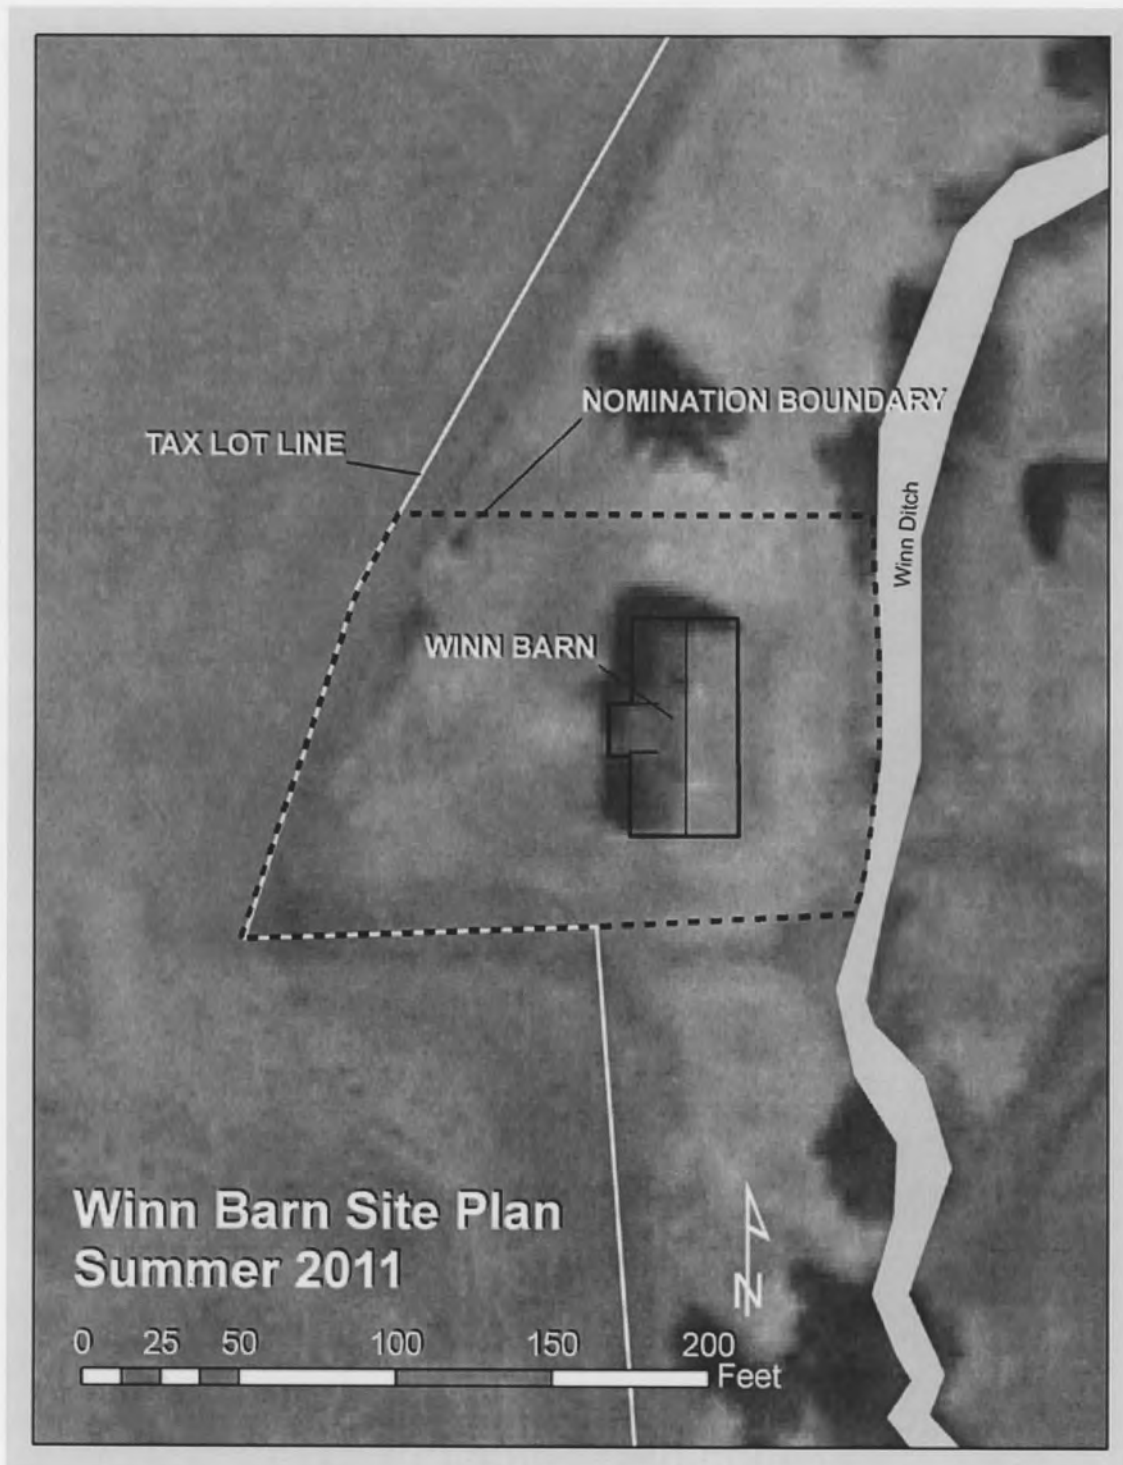 NOMINATION BOUNDARY
TAX LOT LINE
Winn Ditch
WINN BARN
Winn Barn Site Plan
Summer 2011
N
0 25 50 100 150 200
Feet